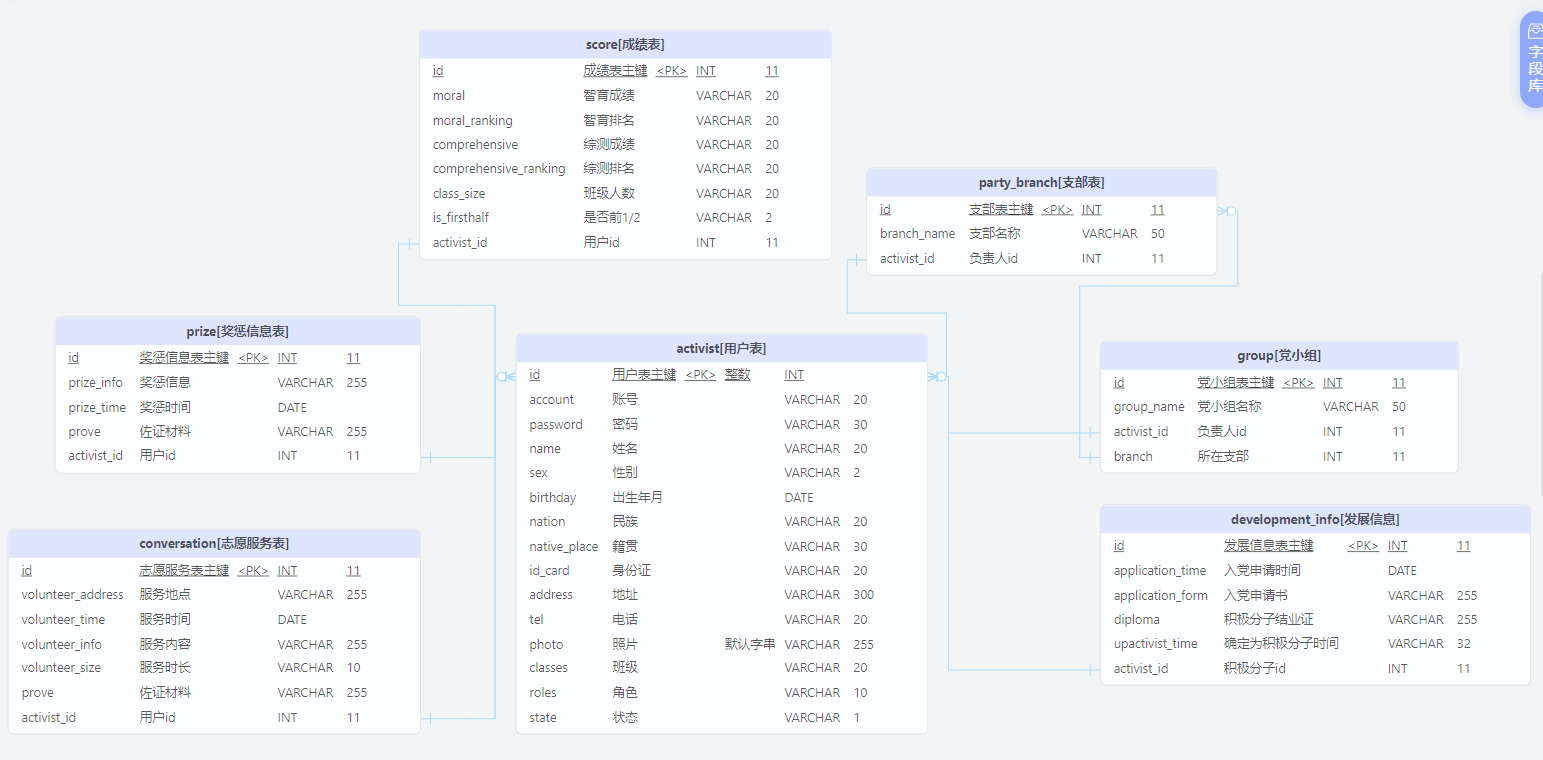 score[成绩表]
id 成绩表主键 <PK> INT 11
moral 智育成绩 VARCHAR 20
moral_ranking 智育排名 VARCHAR 20
comprehensive 综测成绩 VARCHAR 20
comprehensive_ranking 综测排名 VARCHAR 20
class_size 班级人数 VARCHAR 20
is_firsthalf 是否前1/2 VARCHAR 2
activist_id 用户id INT 11
字
段
库
party_branch[支部表]
id 支部表主键 <PK> INT 11
branch_name 支部名称 VARCHAR 50
activist_id 负责人id INT 11
prize[奖惩信息表]
id 奖惩信息表主键 <PK> INT 11
prize_info 奖惩信息 VARCHAR 255
prize_time 奖惩时间 DATE
prove 佐证材料 VARCHAR 255
activist_id 用户id INT 11
activist[用户表]
id 用户表主键 <PK> 整数 INT
account 账号 VARCHAR 20
password 密码 VARCHAR 30
name 姓名 VARCHAR 20
sex 性别 VARCHAR 2
birthday 出生年月 DATE
nation 民族 VARCHAR 20
native_place 籍贯 VARCHAR 30
id_card 身份证 VARCHAR 20
address 地址 VARCHAR 300
tel 电话 VARCHAR 20
photo 照片 默认字串 VARCHAR 255
classes 班级 VARCHAR 20
roles 角色 VARCHAR 10
state 状态 VARCHAR 1
group[党小组]
id 党小组表主键 <PK> INT 11
group_name 党小组名称 VARCHAR 50
activist_id 负责人id INT 11
branch 所在支部 INT 11
conversation[志愿服务表]
id 志愿服务表主键 <PK> INT 11
volunteer_address 服务地点 VARCHAR 255
volunteer_time 服务时间 DATE
volunteer_info 服务内容 VARCHAR 255
volunteer_size 服务时长 VARCHAR 10
prove 佐证材料 VARCHAR 255
activist_id 用户id INT 11
development_info[发展信息]
id 发展信息表主键 <PK> INT 11
application_time 入党申请时间 DATE
application_form 入党申请书 VARCHAR 255
diploma 积极分子结业证 VARCHAR 255
upactivist_time 确定为积极分子时间 VARCHAR 32
activist_id 积极分子id INT 11